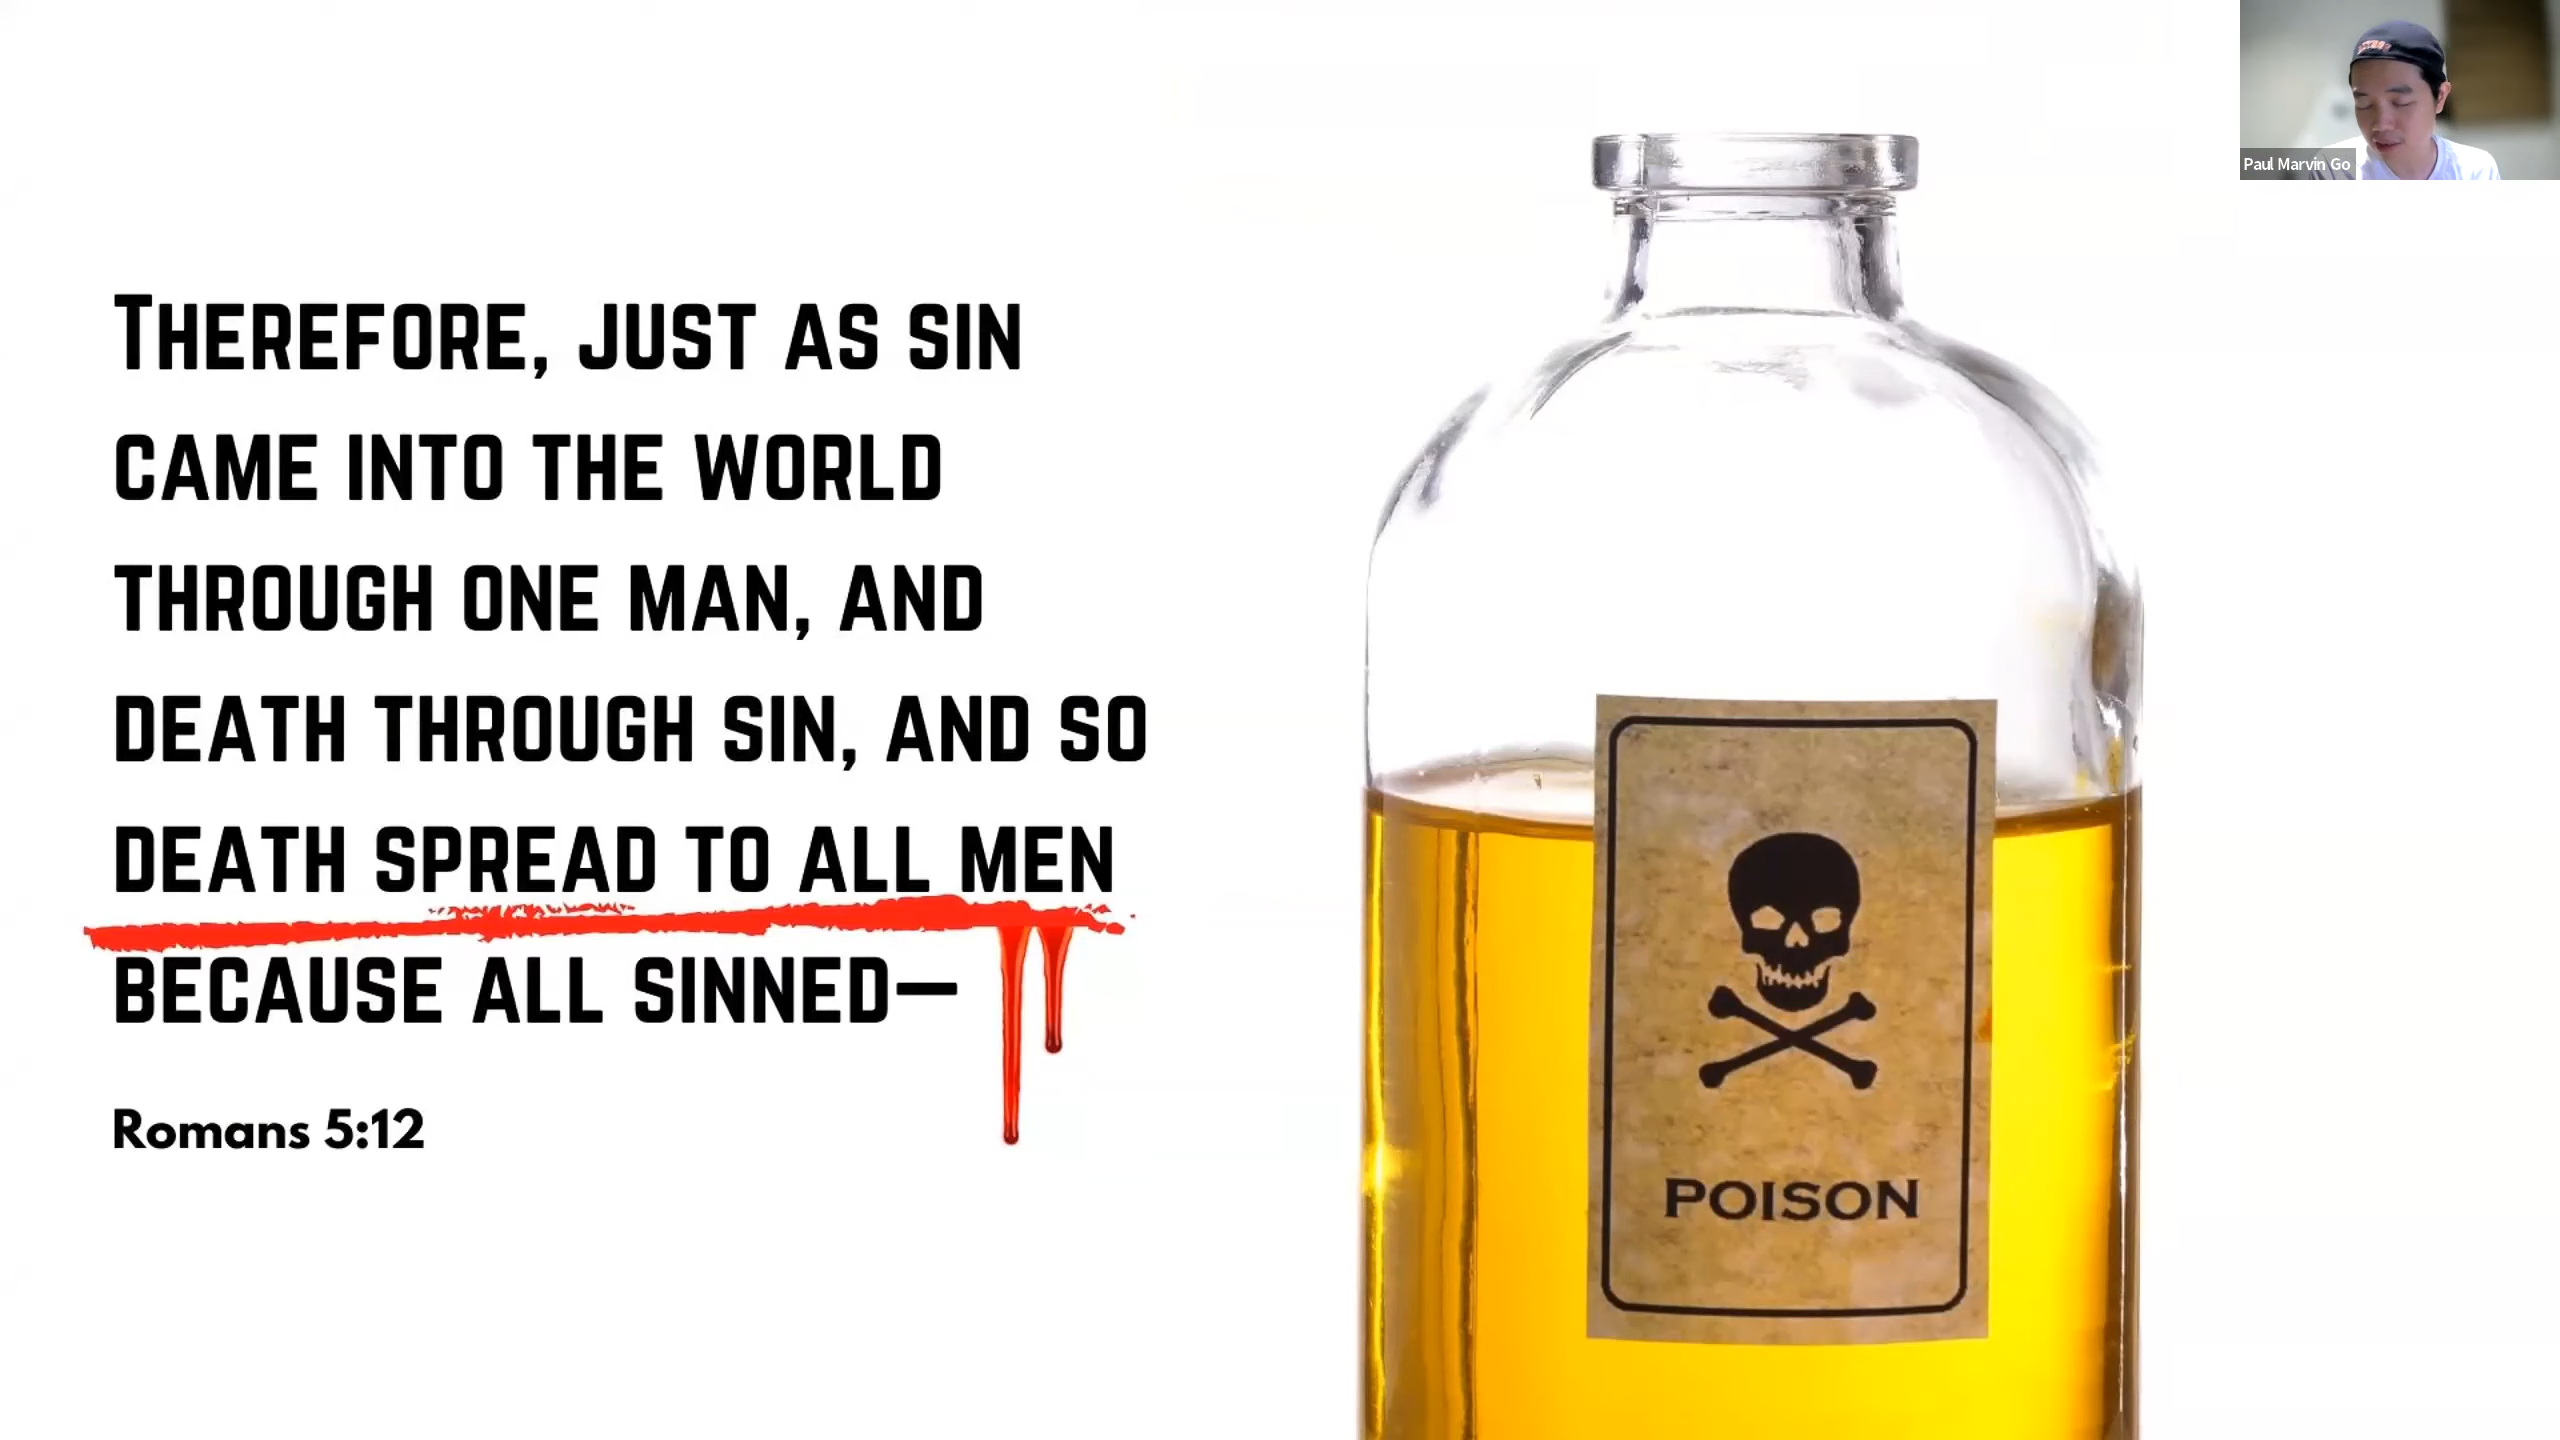 Therefore, just as sin
came into the world
through one man, and
death through sin, and so
death spread to all men
because all sinned—
Romans 5:12
POISON
Paul Marvin Go